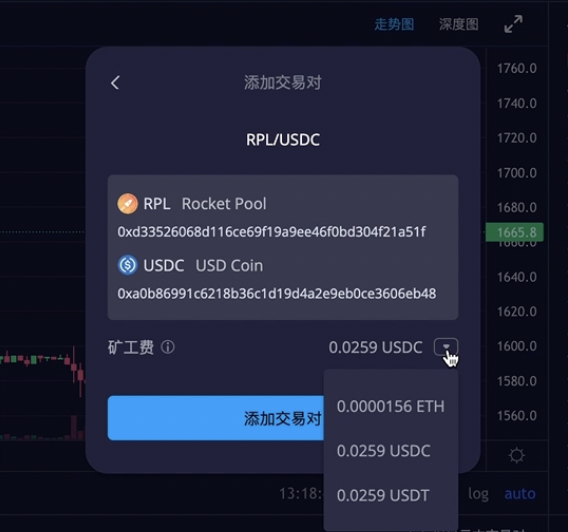 走势图 深度图
添加交易对
RPL/USDC
RPL Rocket Pool
0xd33526068d116ce69f19a9ee46f0bd304f21a51f
USDC USD Coin
0xa0b86991c6218b36c1d19d4a2e9eb0ce3606eb48
矿工费 0.0259 USDC
0.0000156 ETH
添加交易对
0.0259 USDC
0.0259 USDT
13:18:
log auto
1760.0
1740.0
1720.0
1700.0
1680.0
1665.8
1660.0
1640.0
1620.0
1600.0
1580.0
1560.0